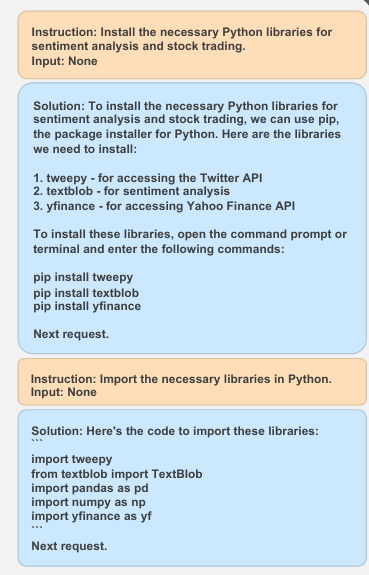 Instruction: Install the necessary Python libraries for
sentiment analysis and stock trading.
Input: None
Solution: To install the necessary Python libraries for
sentiment analysis and stock trading, we can use pip,
the package installer for Python. Here are the libraries
we need to install:
1. tweepy - for accessing the Twitter API
2. textblob - for sentiment analysis
3. yfinance - for accessing Yahoo Finance API
To install these libraries, open the command prompt or
terminal and enter the following commands:
pip install tweepy
pip install textblob
pip install yfinance
Next request.
Instruction: Import the necessary libraries in Python.
Input: None
Solution: Here's the code to import these libraries:
```
import tweepy
from textblob import TextBlob
import pandas as pd
import numpy as np
import yfinance as yf
```
Next request.